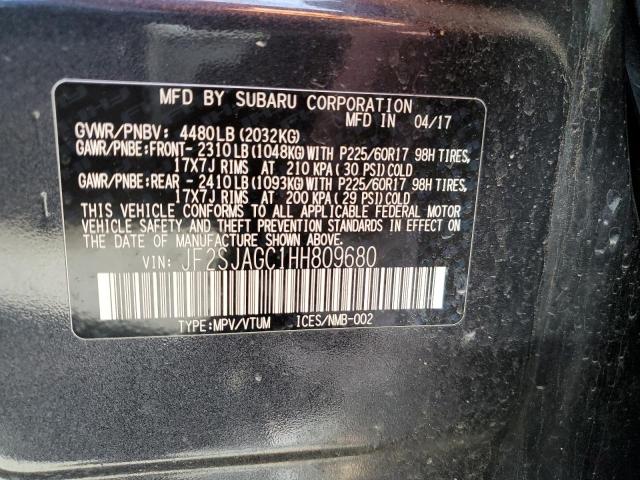 MFD BY SUBARU CORPORATION
MFD IN 04/17
GVWR/PNBV: 4480LB (2032KG)
GAWR/PNBE:FRONT- 2310LB (1048KG) WITH P225/60R17 98H TIRES,
17X7J RIMS AT 210 KPA (30 PSI) COLD
GAWR/PNBE:REAR - 2410LB (1093KG) WITH P225/60R17 98H TIRES,
17X7J RIMS AT 200 KPA (29 PSI) COLD
THIS VEHICLE CONFORMS TO ALL APPLICABLE FEDERAL MOTOR
VEHICLE SAFETY AND THEFT PREVENTION STANDARDS IN EFFECT ON
THE DATE OF MANUFACTURE SHOWN ABOVE.
VIN: JF2SJAGC1HH809680
TYPE:MPV/VTUM ICES/NMB-002